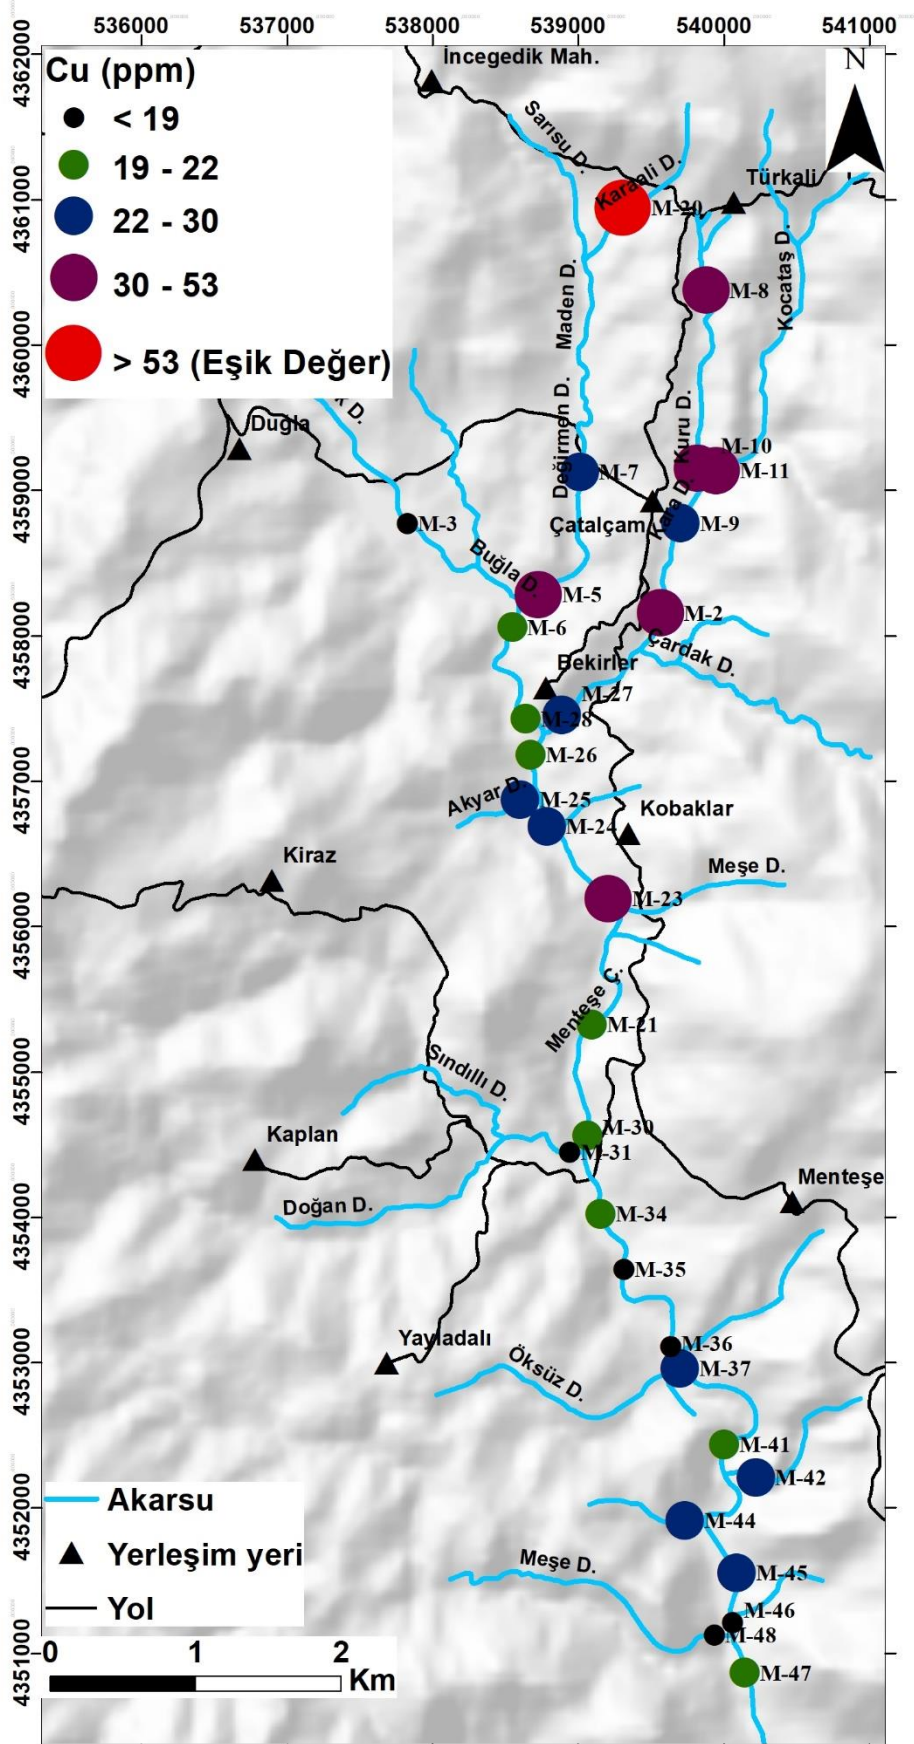 536000 537000 538000 539000 540000 541000
4362000
4361000
4360000
4359000
4358000
4357000
4356000
4355000
4354000
4353000
4352000
4351000
Cu (ppm)
< 19
19 - 22
22 - 30
30 - 53
> 53 (Eşik Değer)
N
İncegedik Mah.
Sarısu D.
Karaali D.
M-20
Türkali
Kocataş D.
M-8
Maden D.
Değirmen D.
Kuru D.
D.
Duğla
M-7
M-10
M-11
Çatalçam
Kara D.
M-9
M-3
Buğla D.
M-5
M-2
M-6
Çardak D.
Bekirler
M-27
M-28
M-26
Akyar D.
M-25
M-24
Kobaklar
Kiraz
Meşe D.
M-23
Menteşe Ç.
M-21
Sındıllı D.
M-30
M-31
Kaplan
Doğan D.
Menteşe
M-34
M-35
Yayladalı
M-36
M-37
Öksüz D.
M-41
M-42
M-44
Meşe D.
M-45
M-46
M-48
M-47
Akarsu
Yerleşim yeri
Yol
0 1 2
Km